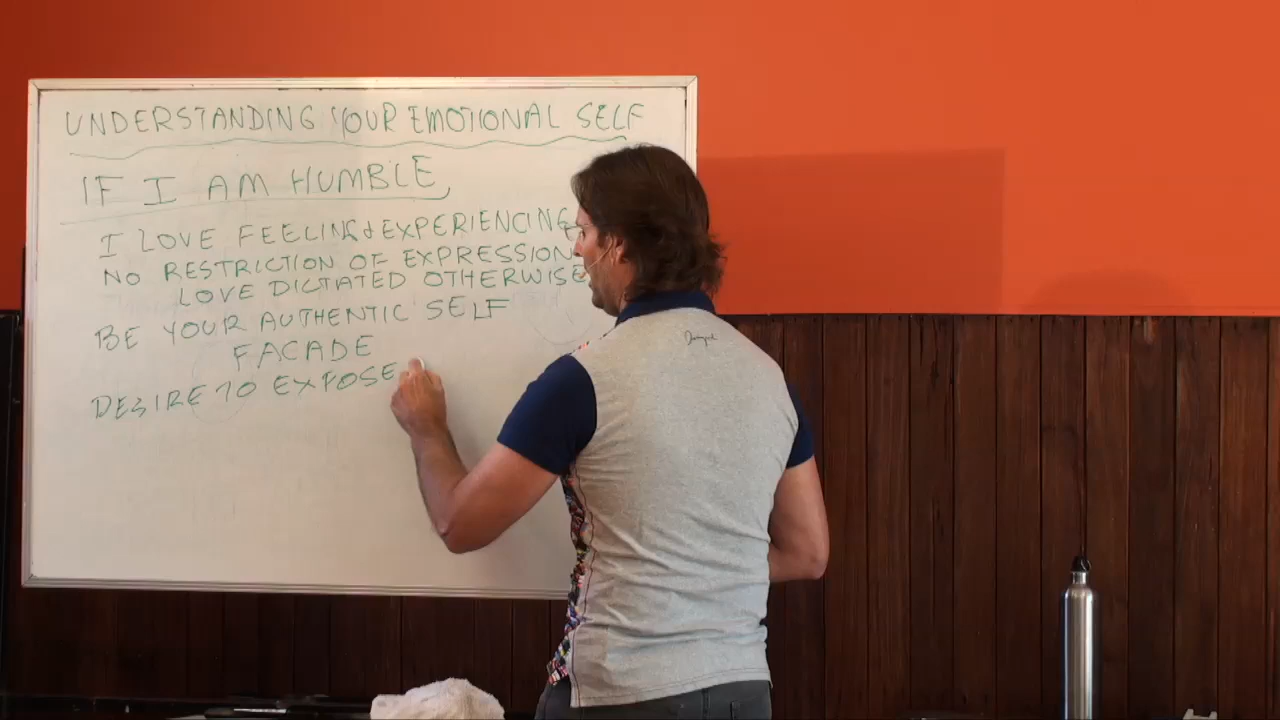 UNDERSTANDING YOUR EMOTIONAL SELF
IF I AM HUMBLE,
I LOVE FEELING & EXPERIENCING
NO RESTRICTION OF EXPRESSION
LOVE DICTATED OTHERWISE
BE YOUR AUTHENTIC SELF
FACADE
DESIRE TO EXPOSE